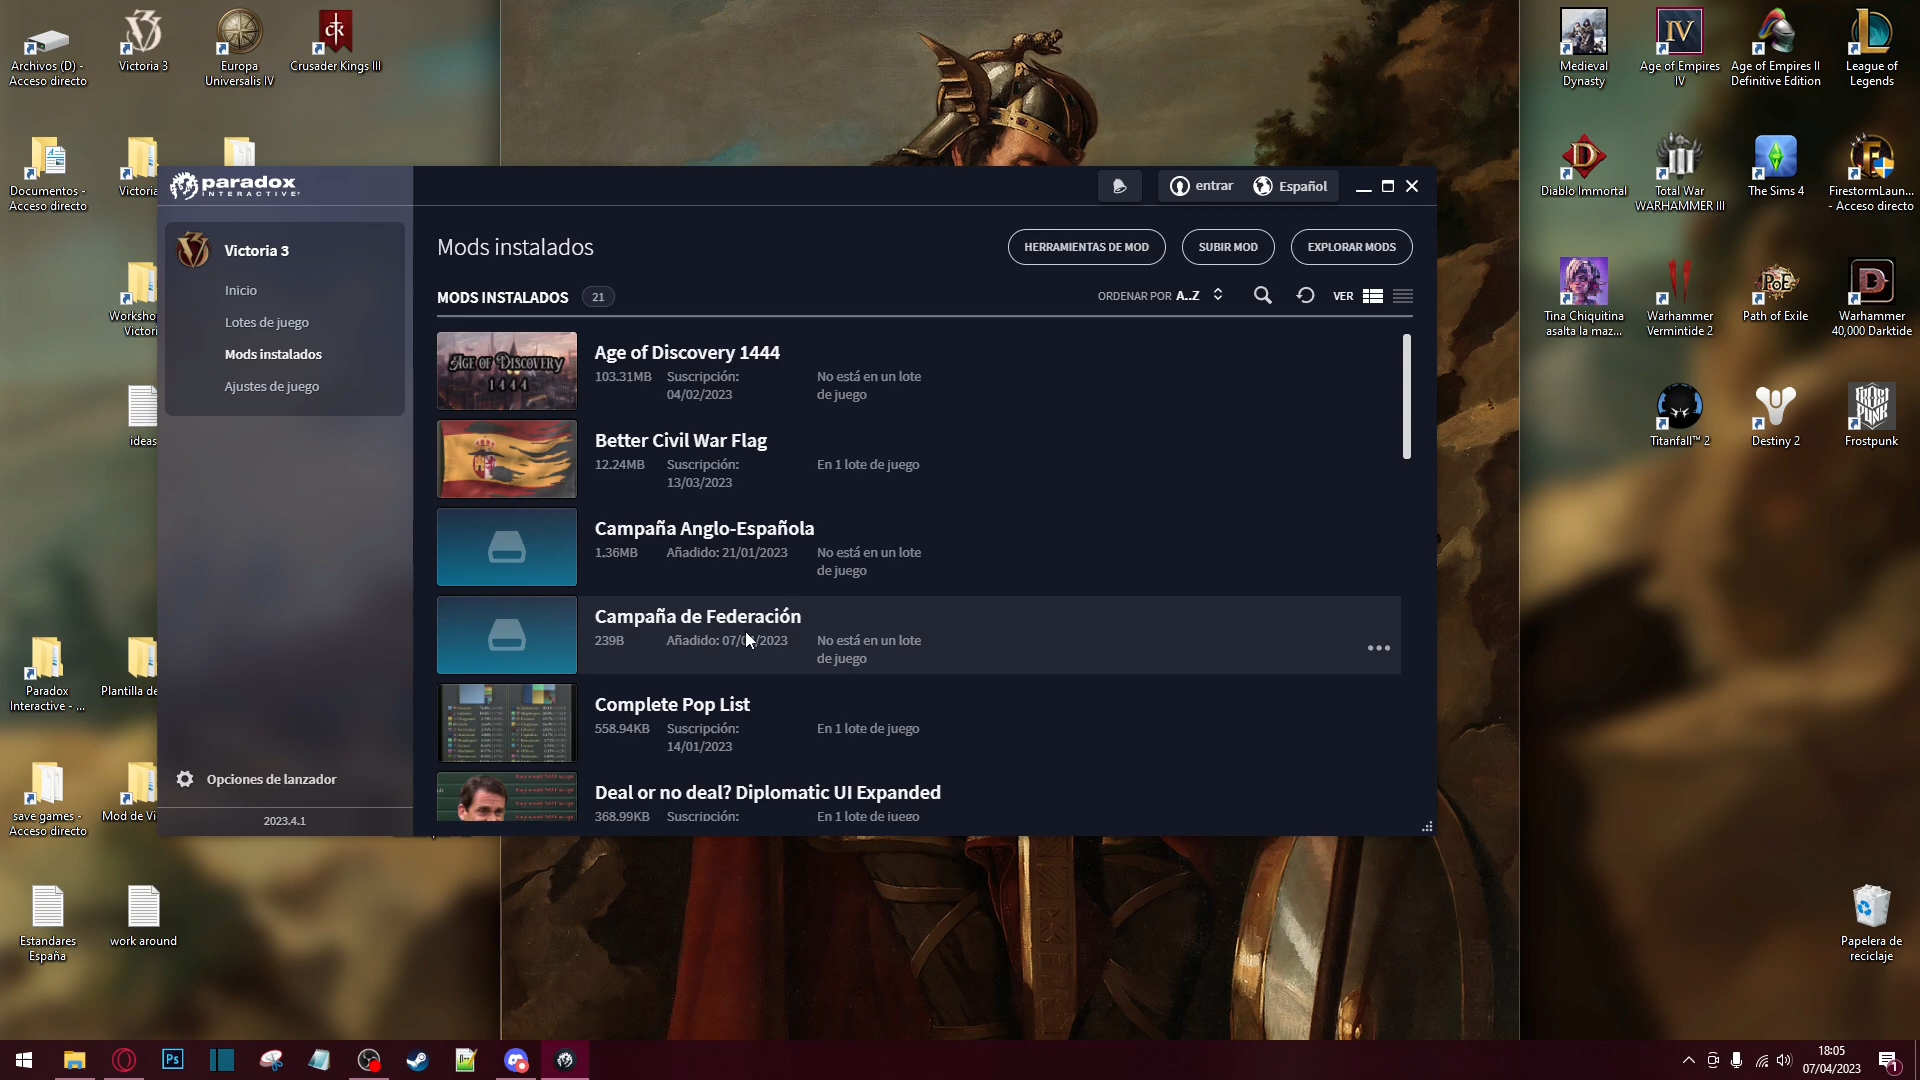 Archivos (D) -
Acceso directo
Victoria 3
Europa
Universalis IV
Crusader Kings III
Medieval
Dynasty
Age of Empires
IV
Age of Empires II
Definitive Edition
League of
Legends
Documentos -
Acceso directo
Victoria
Diablo Immortal
Total War
WARHAMMER III
The Sims 4
FirestormLaun...
- Acceso directo
paradox
INTERACTIVE
entrar
Español
Victoria 3
Inicio
Lotes de juego
Mods instalados
Ajustes de juego
Mods instalados
HERRAMIENTAS DE MOD
SUBIR MOD
EXPLORAR MODS
MODS INSTALADOS 21
ORDENAR POR A..Z
VER
AGE OF DISCOVERY
1444
Age of Discovery 1444
103.31MB
Suscripción:
04/02/2023
No está en un lote
de juego
Better Civil War Flag
12.24MB
Suscripción:
13/03/2023
En 1 lote de juego
Campaña Anglo-Española
1.36MB
Añadido: 21/01/2023
No está en un lote
de juego
Campaña de Federación
239B
Añadido: 07/0 /2023
No está en un lote
de juego
Complete Pop List
558.94KB
Suscripción:
14/01/2023
En 1 lote de juego
Deal or no deal? Diplomatic UI Expanded
368.99KB
Suscripción:
En 1 lote de juego
Opciones de lanzador
2023.4.1
Worksho
Victori
ideas
Tina Chiquitina
asalta la maz...
Warhammer
Vermintide 2
Path of Exile
Warhammer
40,000 Darktide
Titanfall™ 2
Destiny 2
Frostpunk
FROST
PUNK
Paradox
Interactive - ...
Plantilla de
save games -
Acceso directo
Mod de Vi
Estandares
España
work around
Papelera de
reciclaje
Ps
18:05
07/04/2023
1